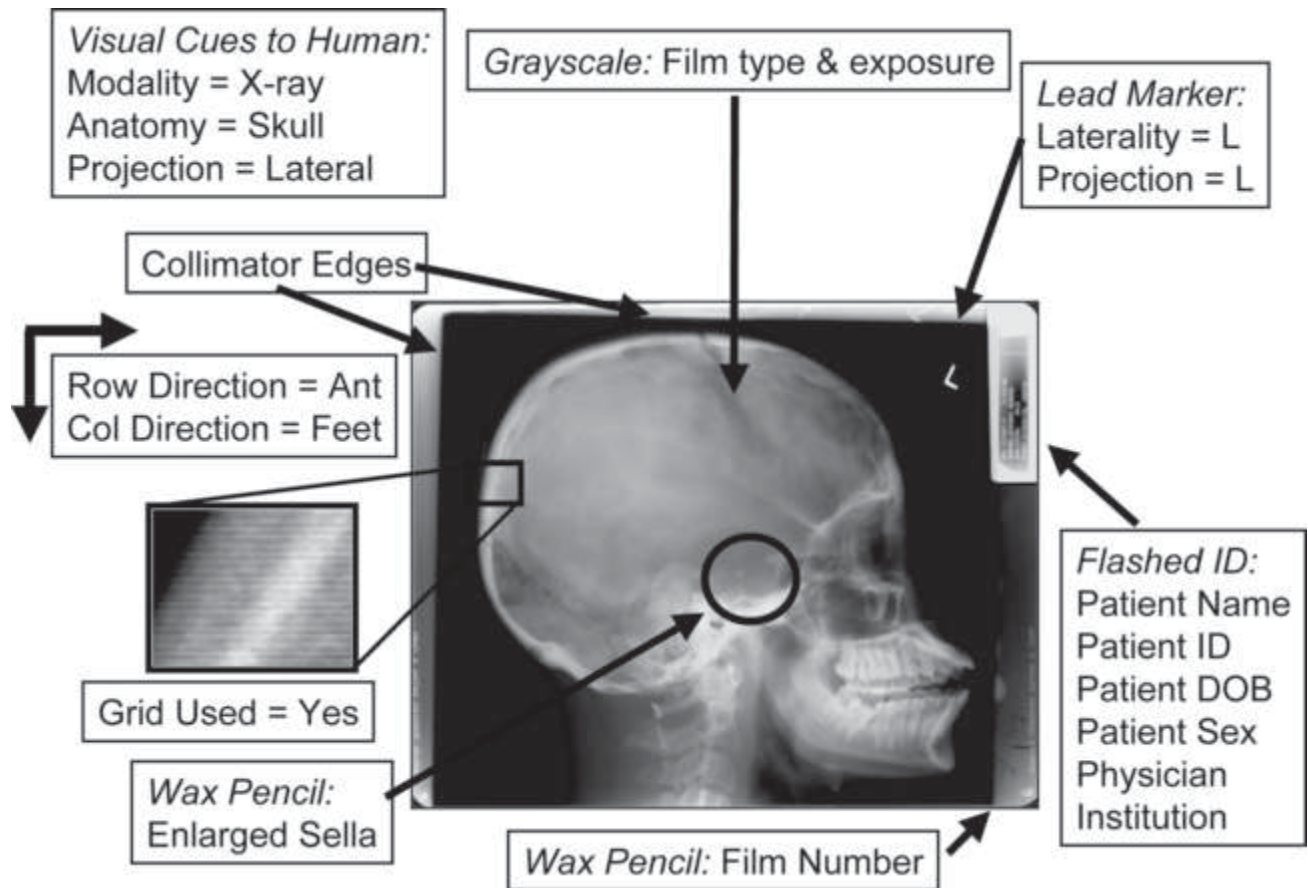 Visual Cues to Human:
Modality = X-ray
Anatomy = Skull
Projection = Lateral
Grayscale: Film type & exposure
Lead Marker:
Laterality = L
Projection = L
Collimator Edges
Row Direction = Ant
Col Direction = Feet
L
Grid Used = Yes
Flashed ID:
Patient Name
Patient ID
Patient DOB
Patient Sex
Physician
Institution
Wax Pencil:
Enlarged Sella
Wax Pencil: Film Number